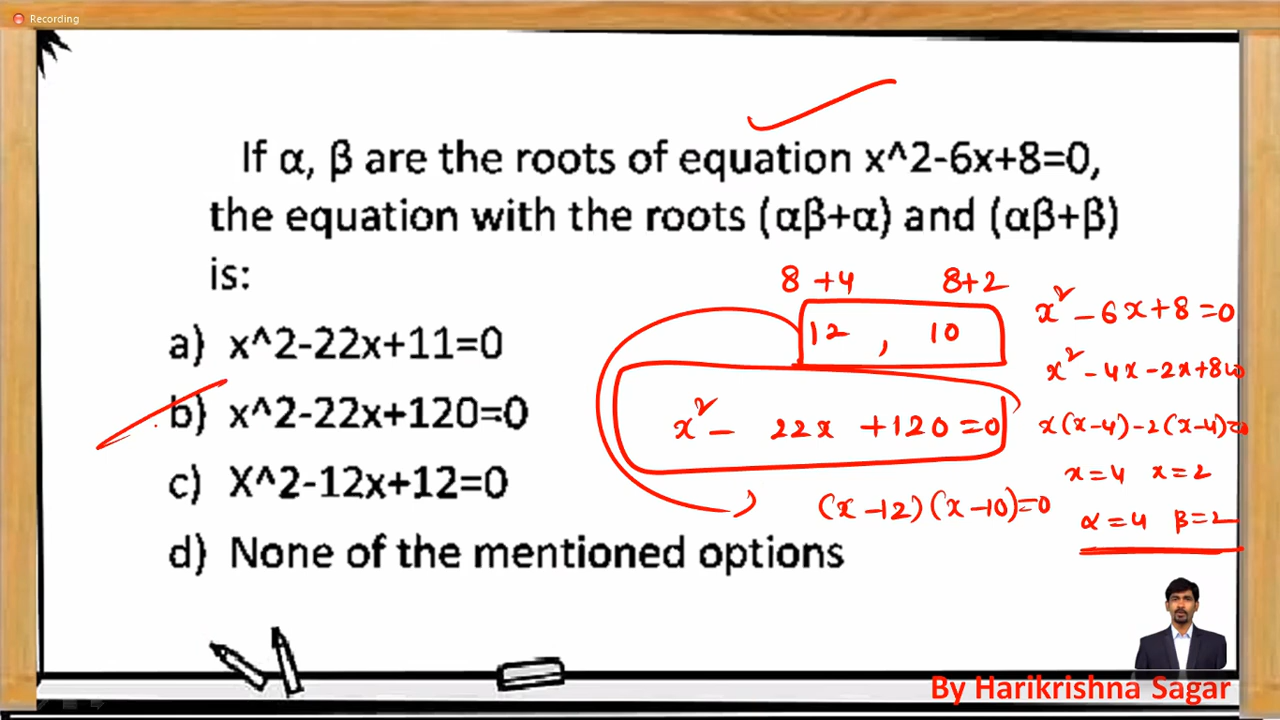 Recording
If α, β are the roots of equation x^2-6x+8=0,
the equation with the roots (αβ+α) and (αβ+β)
is:
8 +4 8+2
12 , 10
a) x^2-22x+11=0
b) x^2-22x+120=0
c) X^2-12x+12=0
d) None of the mentioned options
x² - 22x +120=0
(x-12)(x-10)=0
x² - 6x+8=0
x² - 4x - 2x+8=0
x(x-4)-2(x-4)=0
x=4 x=2
α=4 β=2
By Harikrishna Sagar